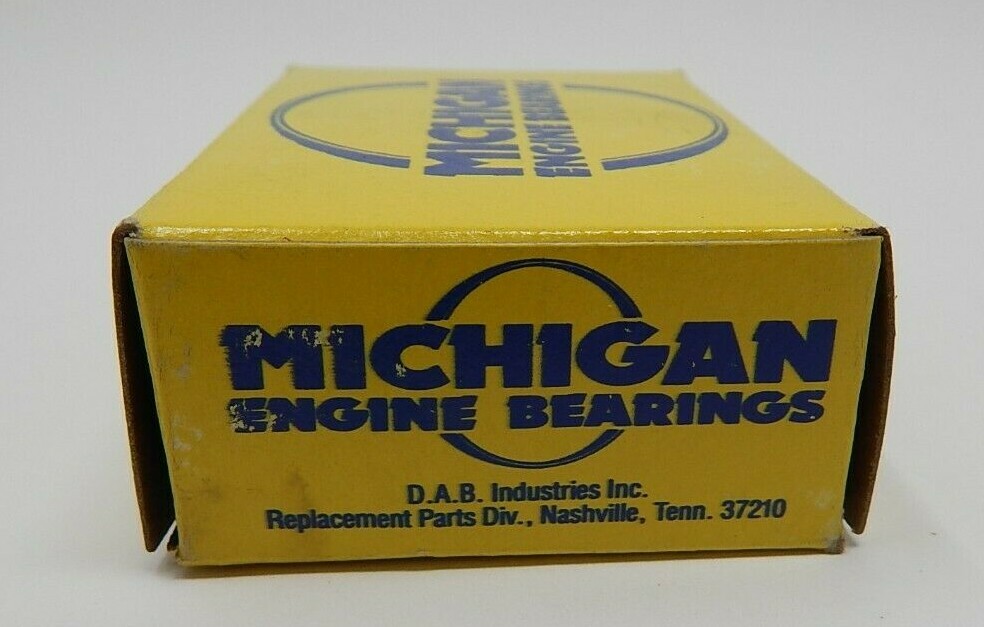 MICHIGAN
ENGINE BEARINGS
MICHIGAN
ENGINE BEARINGS
D.A.B. Industries Inc.
Replacement Parts Div., Nashville, Tenn. 37210